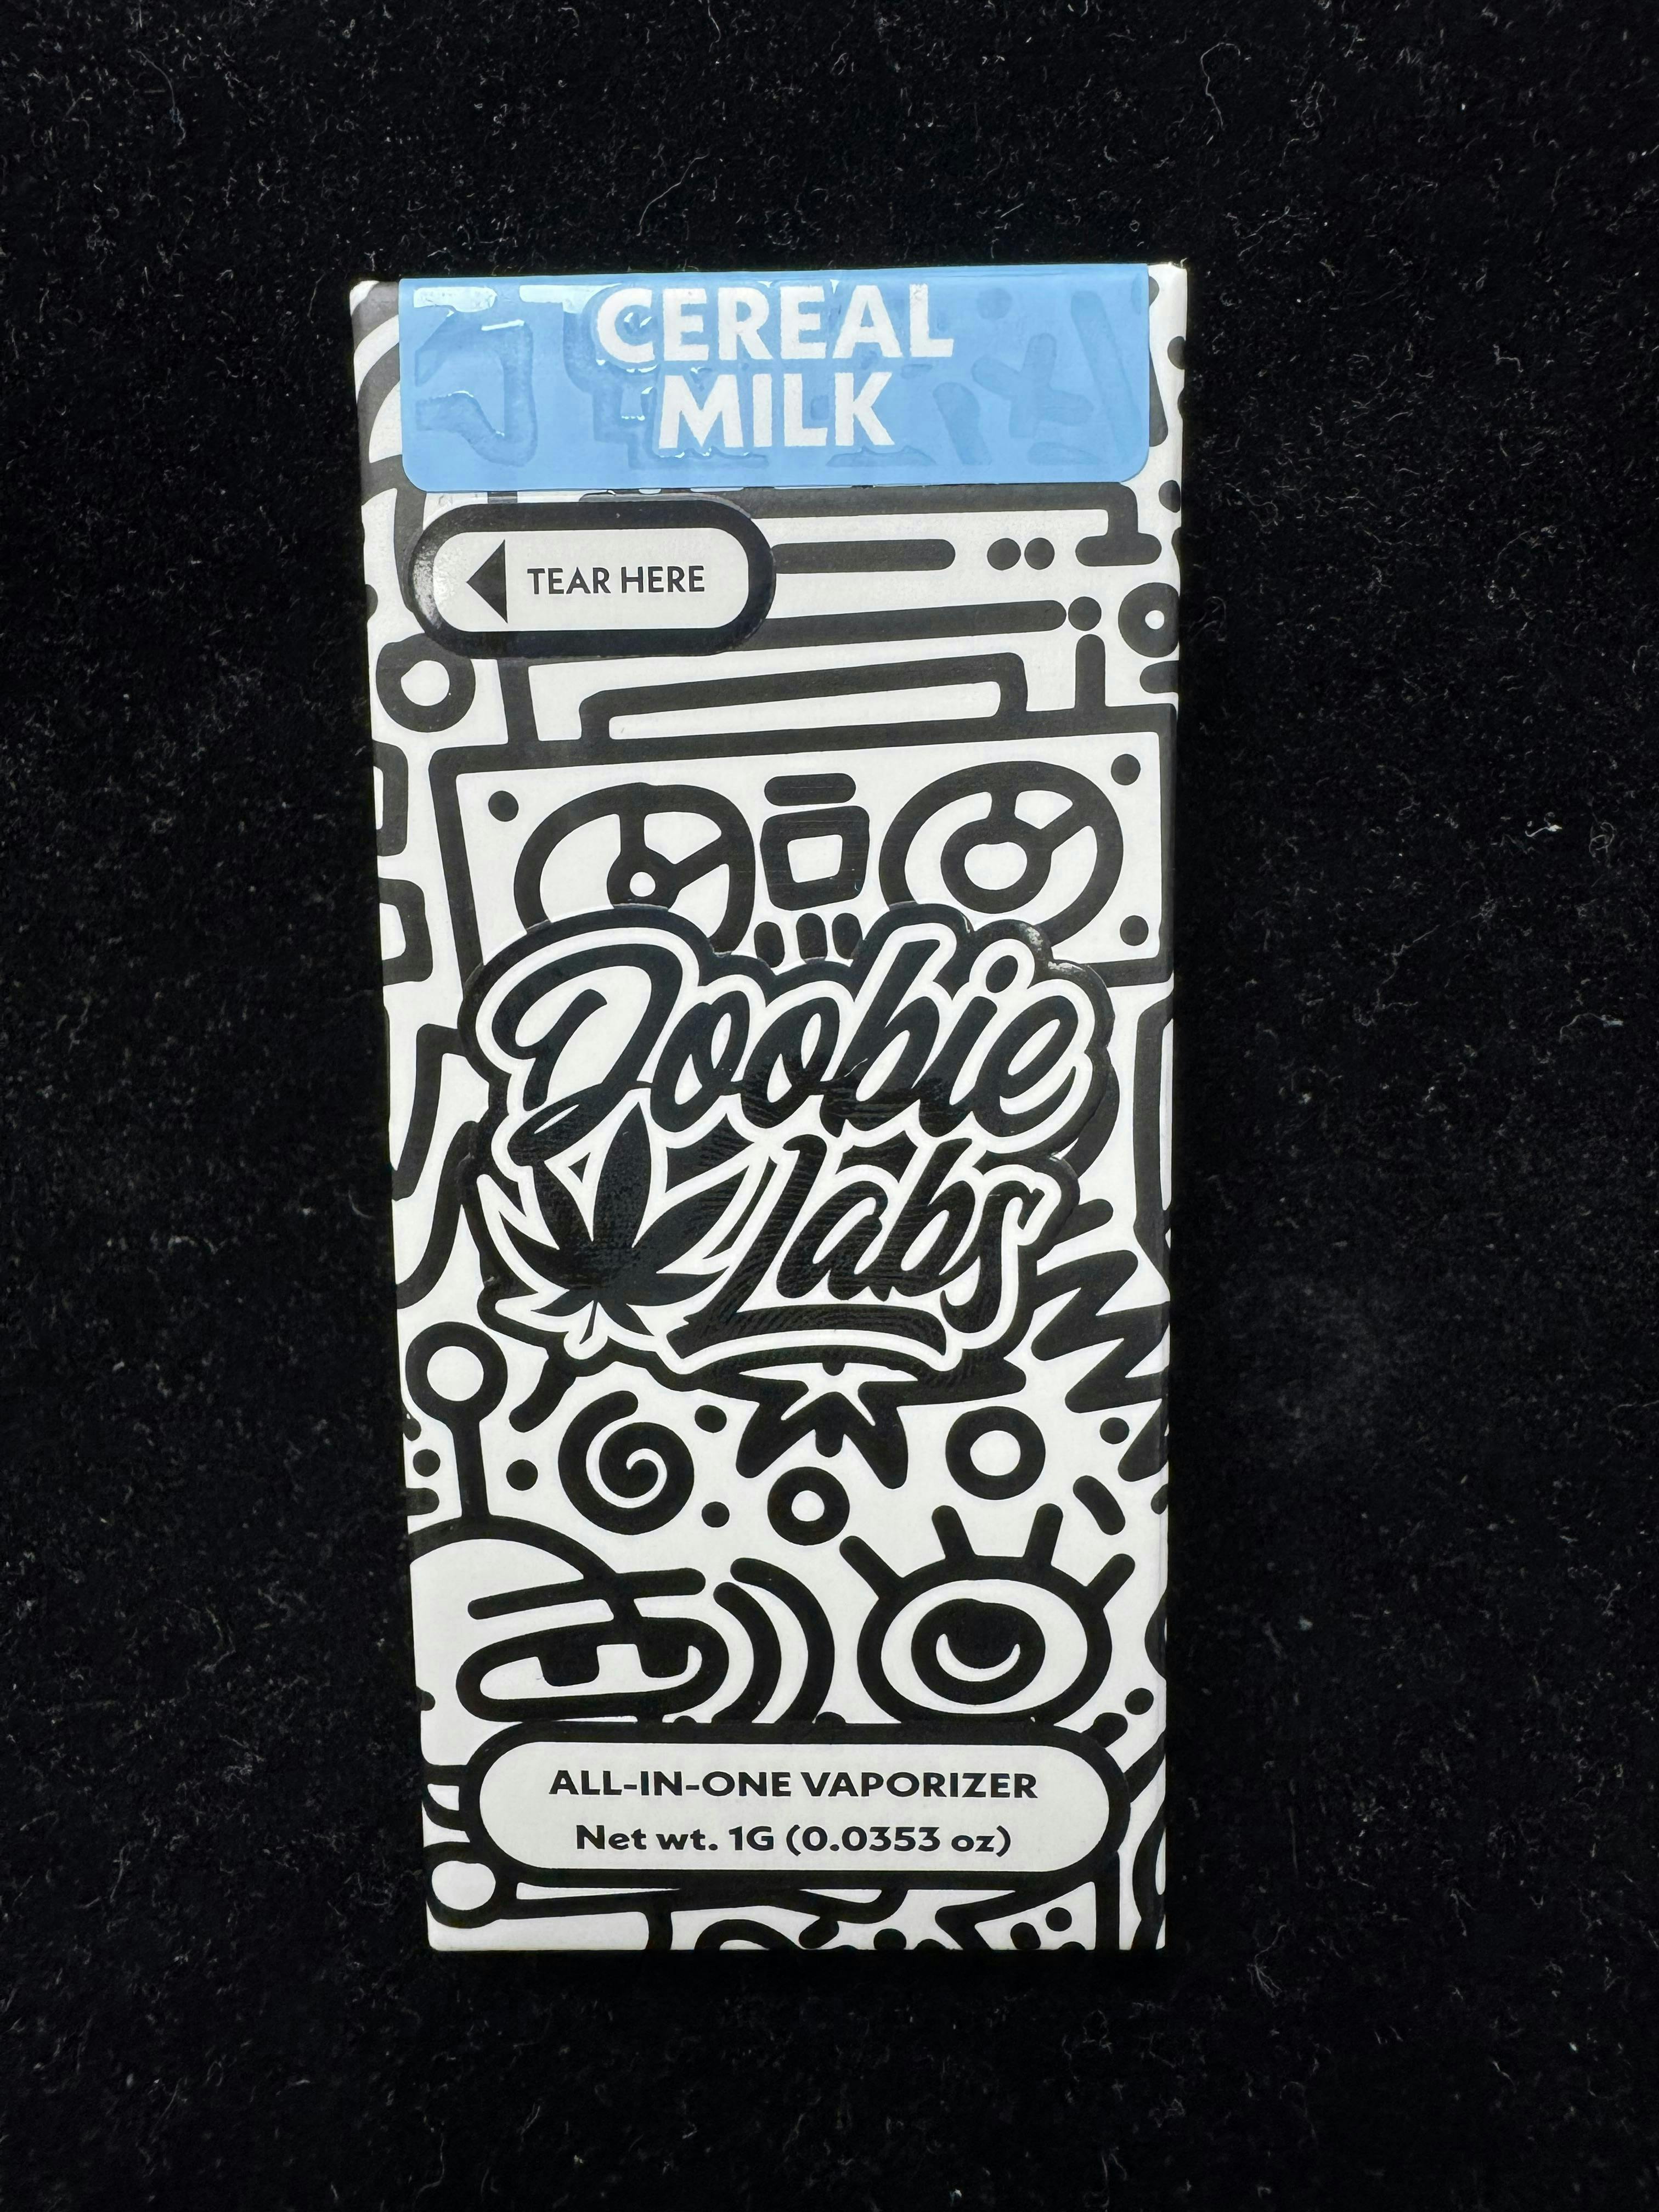 CEREAL
MILK
TEAR HERE
Doobie
Labs
ALL-IN-ONE VAPORIZER
Net wt. 1G (0.0353 oz)